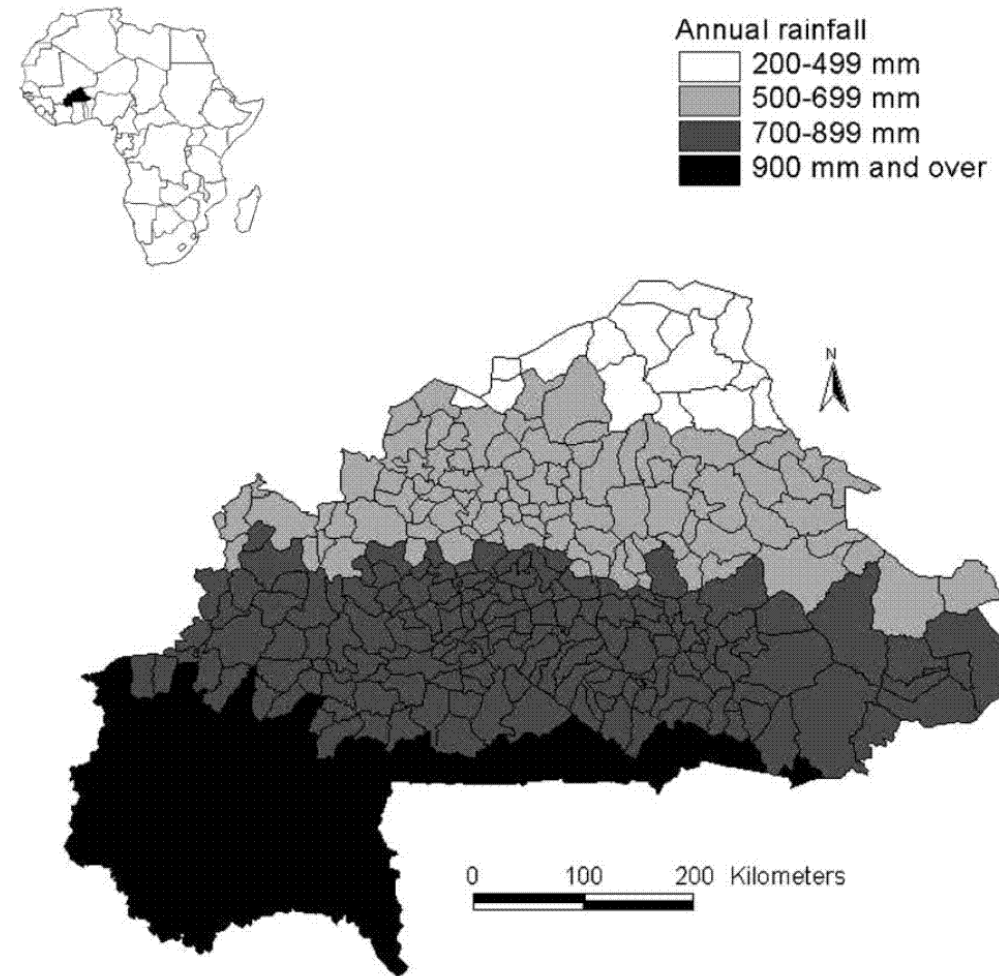 Annual rainfall
200-499 mm
500-699 mm
700-899 mm
900 mm and over
N
0 100 200 Kilometers